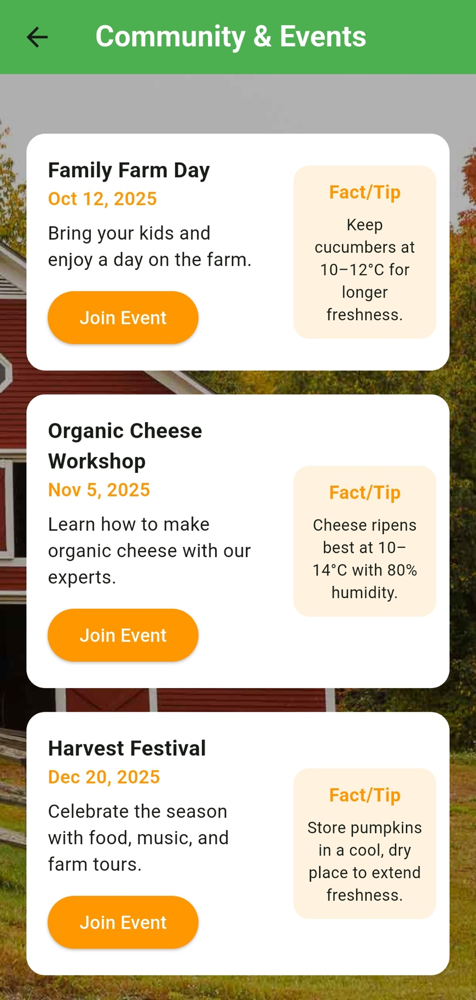 Community & Events
Family Farm Day
Oct 12, 2025
Bring your kids and
enjoy a day on the farm.
Join Event
Fact/Tip
Keep
cucumbers at
10–12°C for
longer
freshness.
Organic Cheese
Workshop
Nov 5, 2025
Learn how to make
organic cheese with our
experts.
Join Event
Fact/Tip
Cheese ripens
best at 10–
14°C with 80%
humidity.
Harvest Festival
Dec 20, 2025
Celebrate the season
with food, music, and
farm tours.
Join Event
Fact/Tip
Store pumpkins
in a cool, dry
place to extend
freshness.